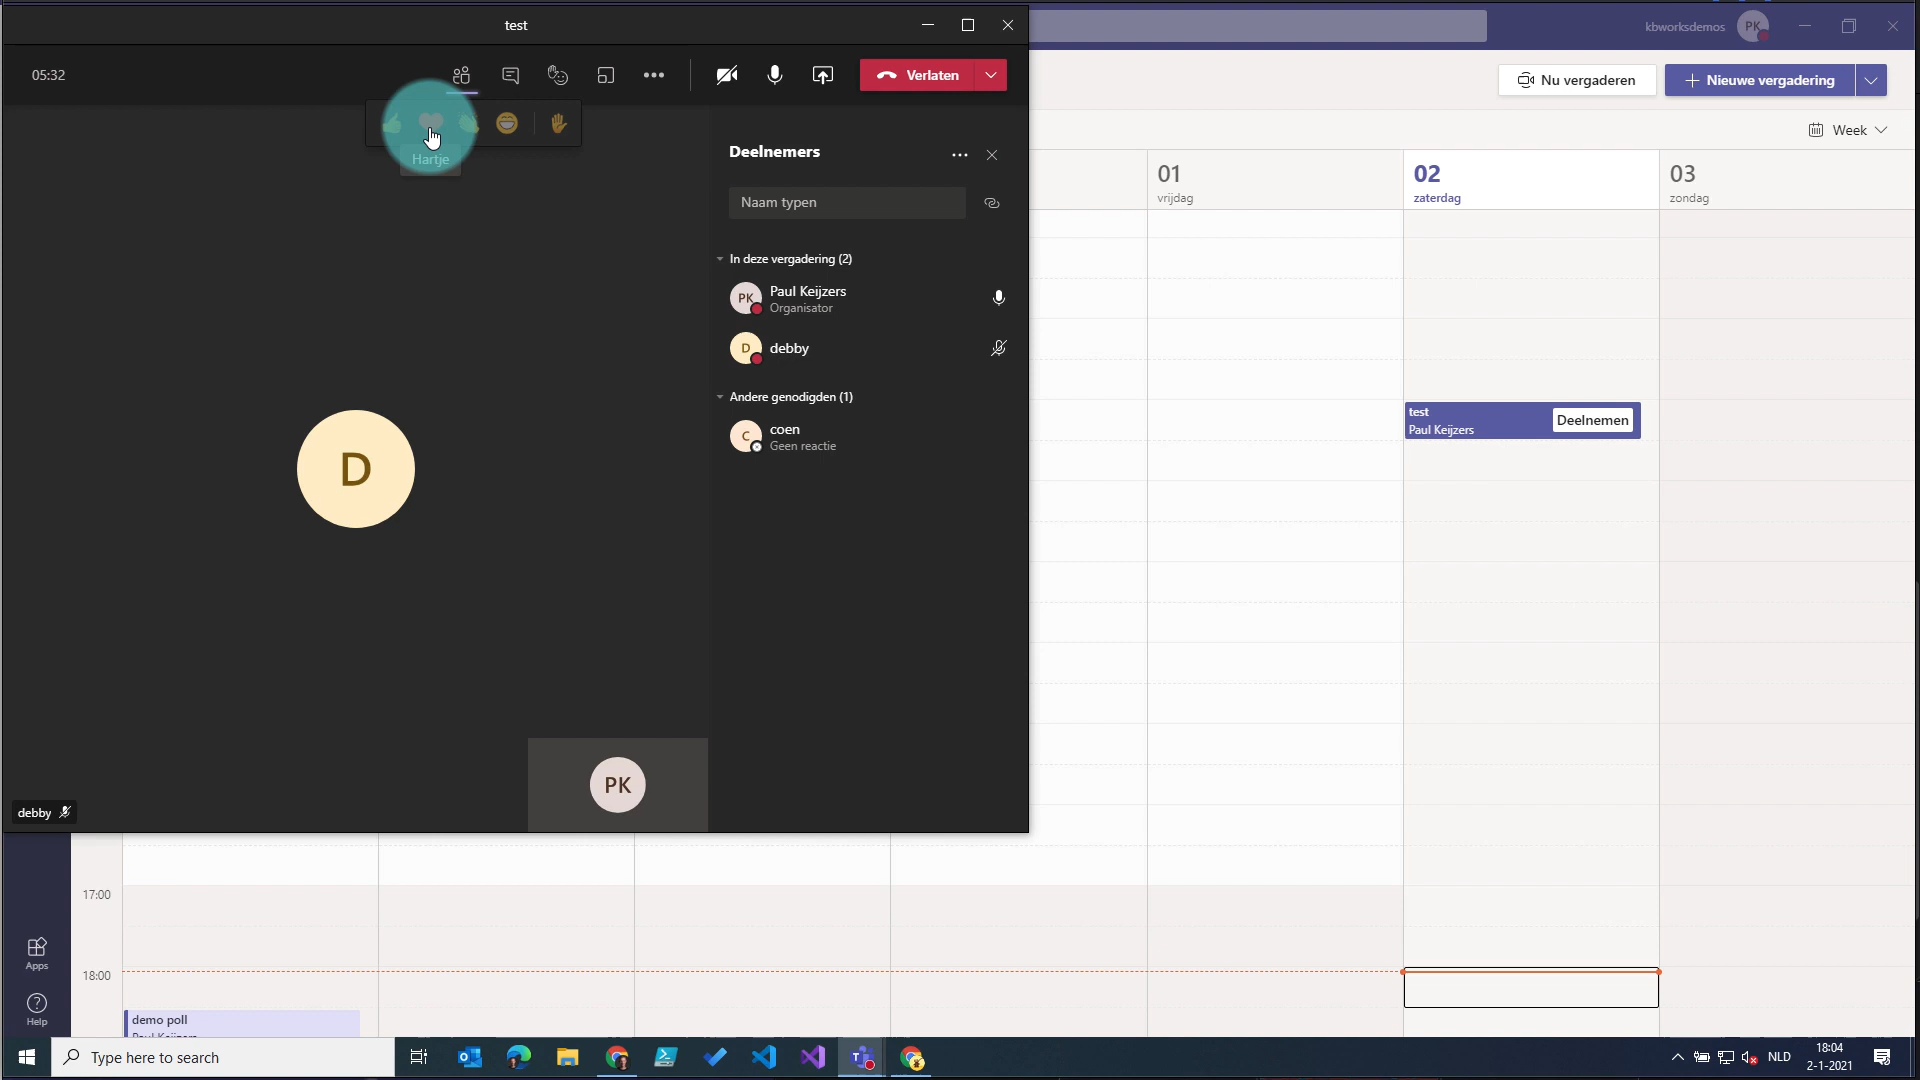 test
05:32
Verlaten
Hartje
Deelnemers
Naam typen
In deze vergadering (2)
PK
Paul Keijzers
Organisator
D
debby
Andere genodigden (1)
C
coen
Geen reactie
D
PK
debby
kbworksdemos
PK
Nu vergaderen
Nieuwe vergadering
Week
01
vrijdag
02
zaterdag
03
zondag
test
Paul Keijzers
Deelnemen
17:00
18:00
Apps
Help
demo poll
Paul Keijzers
Type here to search
NLD
18:04
2-1-2021